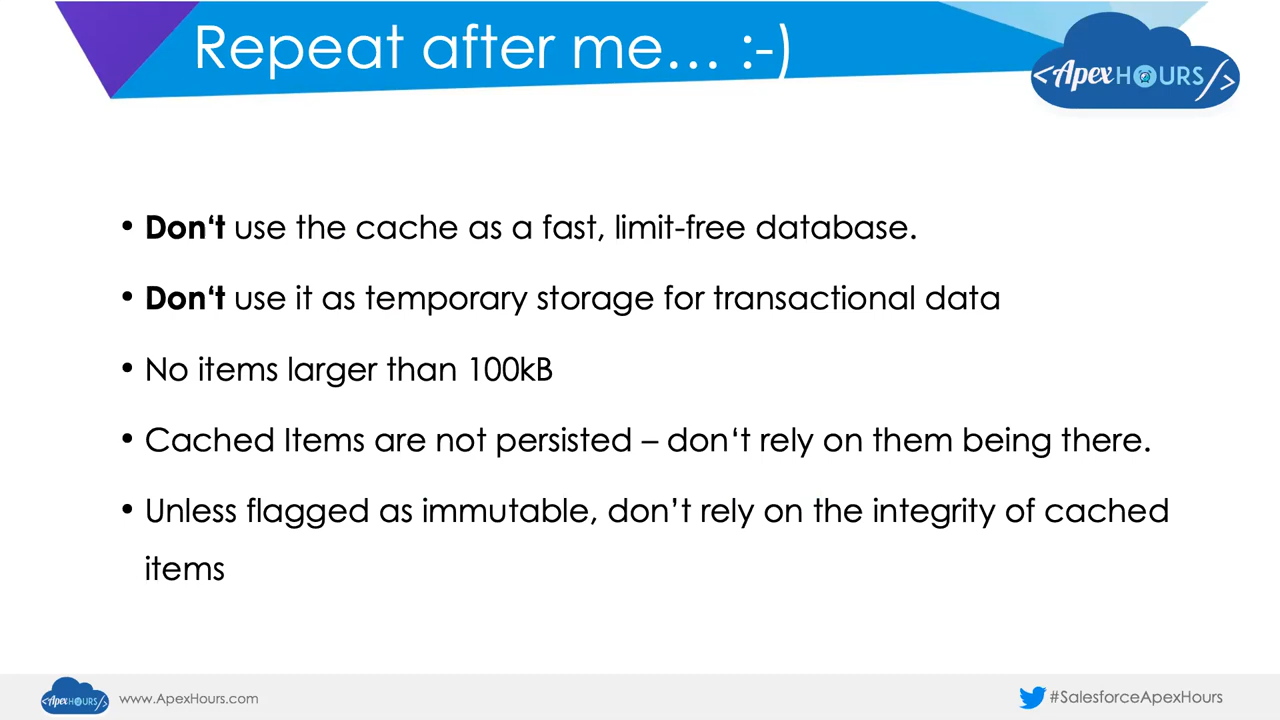 Repeat after me… :-)
<ApexHOURS/>
• Don‘t use the cache as a fast, limit-free database.
• Don‘t use it as temporary storage for transactional data
• No items larger than 100kB
• Cached Items are not persisted – don‘t rely on them being there.
• Unless flagged as immutable, don’t rely on the integrity of cached
items
<ApexHOURS/>
www.ApexHours.com
#SalesforceApexHours